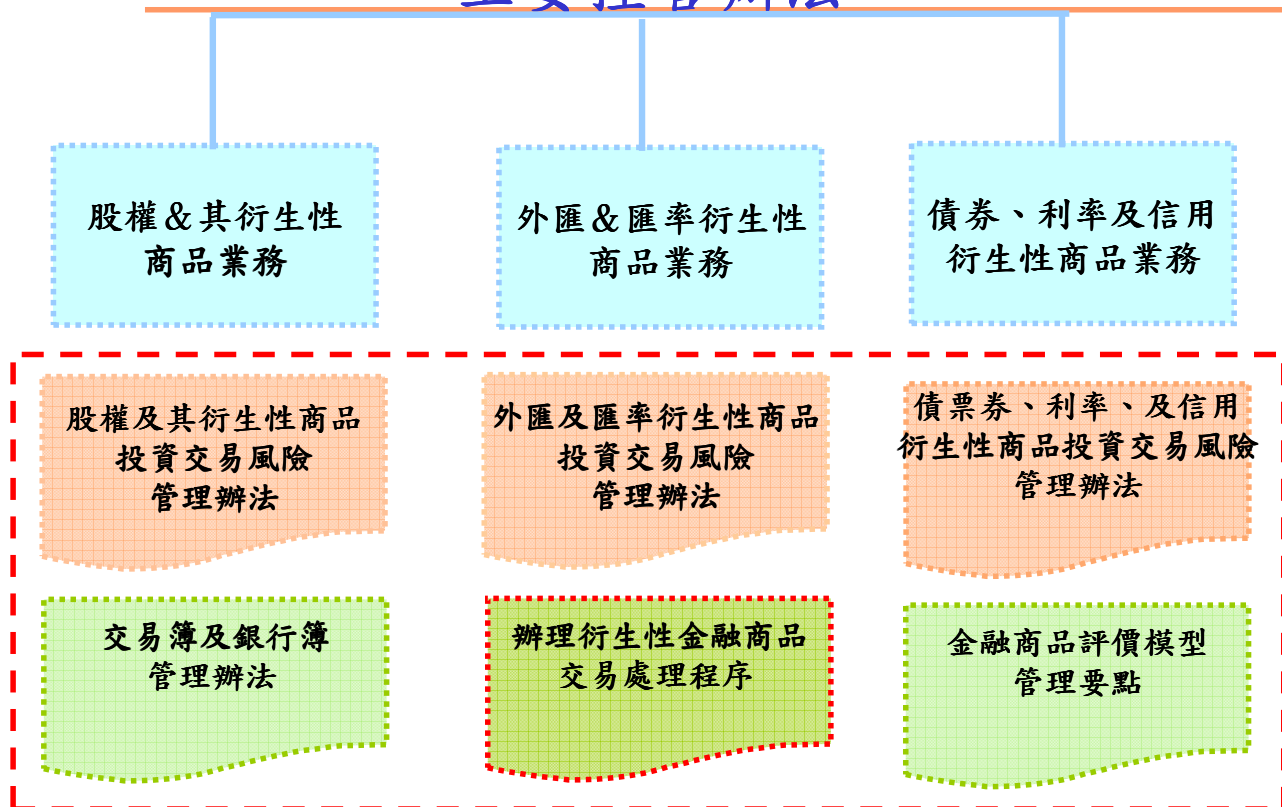 主要控管辦法
股權＆其衍生性
商品業務
外匯＆匯率衍生性
商品業務
債券、利率及信用
衍生性商品業務
股權及其衍生性商品
投資交易風險
管理辦法
外匯及匯率衍生性商品
投資交易風險
管理辦法
債票券、利率、及信用
衍生性商品投資交易風險
管理辦法
交易簿及銀行簿
管理辦法
辦理衍生性金融商品
交易處理程序
金融商品評價模型
管理要點